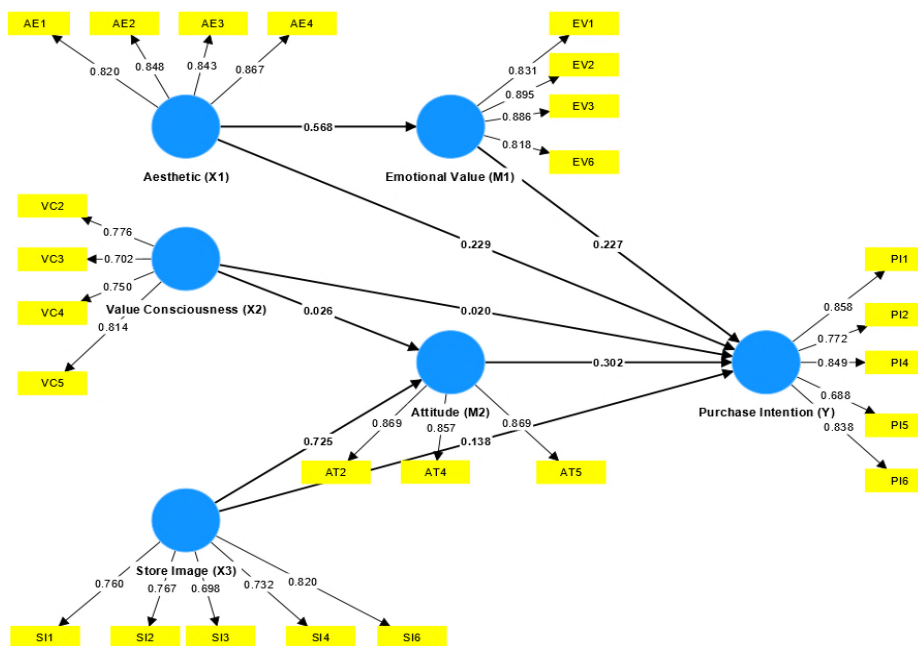 AE1
AE2
AE3
AE4
0.820
0.848
0.843
0.867
EV1
EV2
EV3
EV6
0.831
0.895
0.886
0.818
0.568
Aesthetic (X1)
Emotional Value (M1)
VC2
VC3
VC4
VC5
0.776
0.702
0.750
0.814
0.229
0.227
Value Consciousness (X2)
0.026
0.020
PI1
PI2
PI4
PI5
PI6
0.858
0.772
0.849
0.688
0.838
0.302
Attitude (M2)
Purchase Intention (Y)
0.725
0.869
0.857
0.138
0.869
AT2
AT4
AT5
Store Image (X3)
0.760
0.767
0.698
0.732
0.820
SI1
SI2
SI3
SI4
SI6